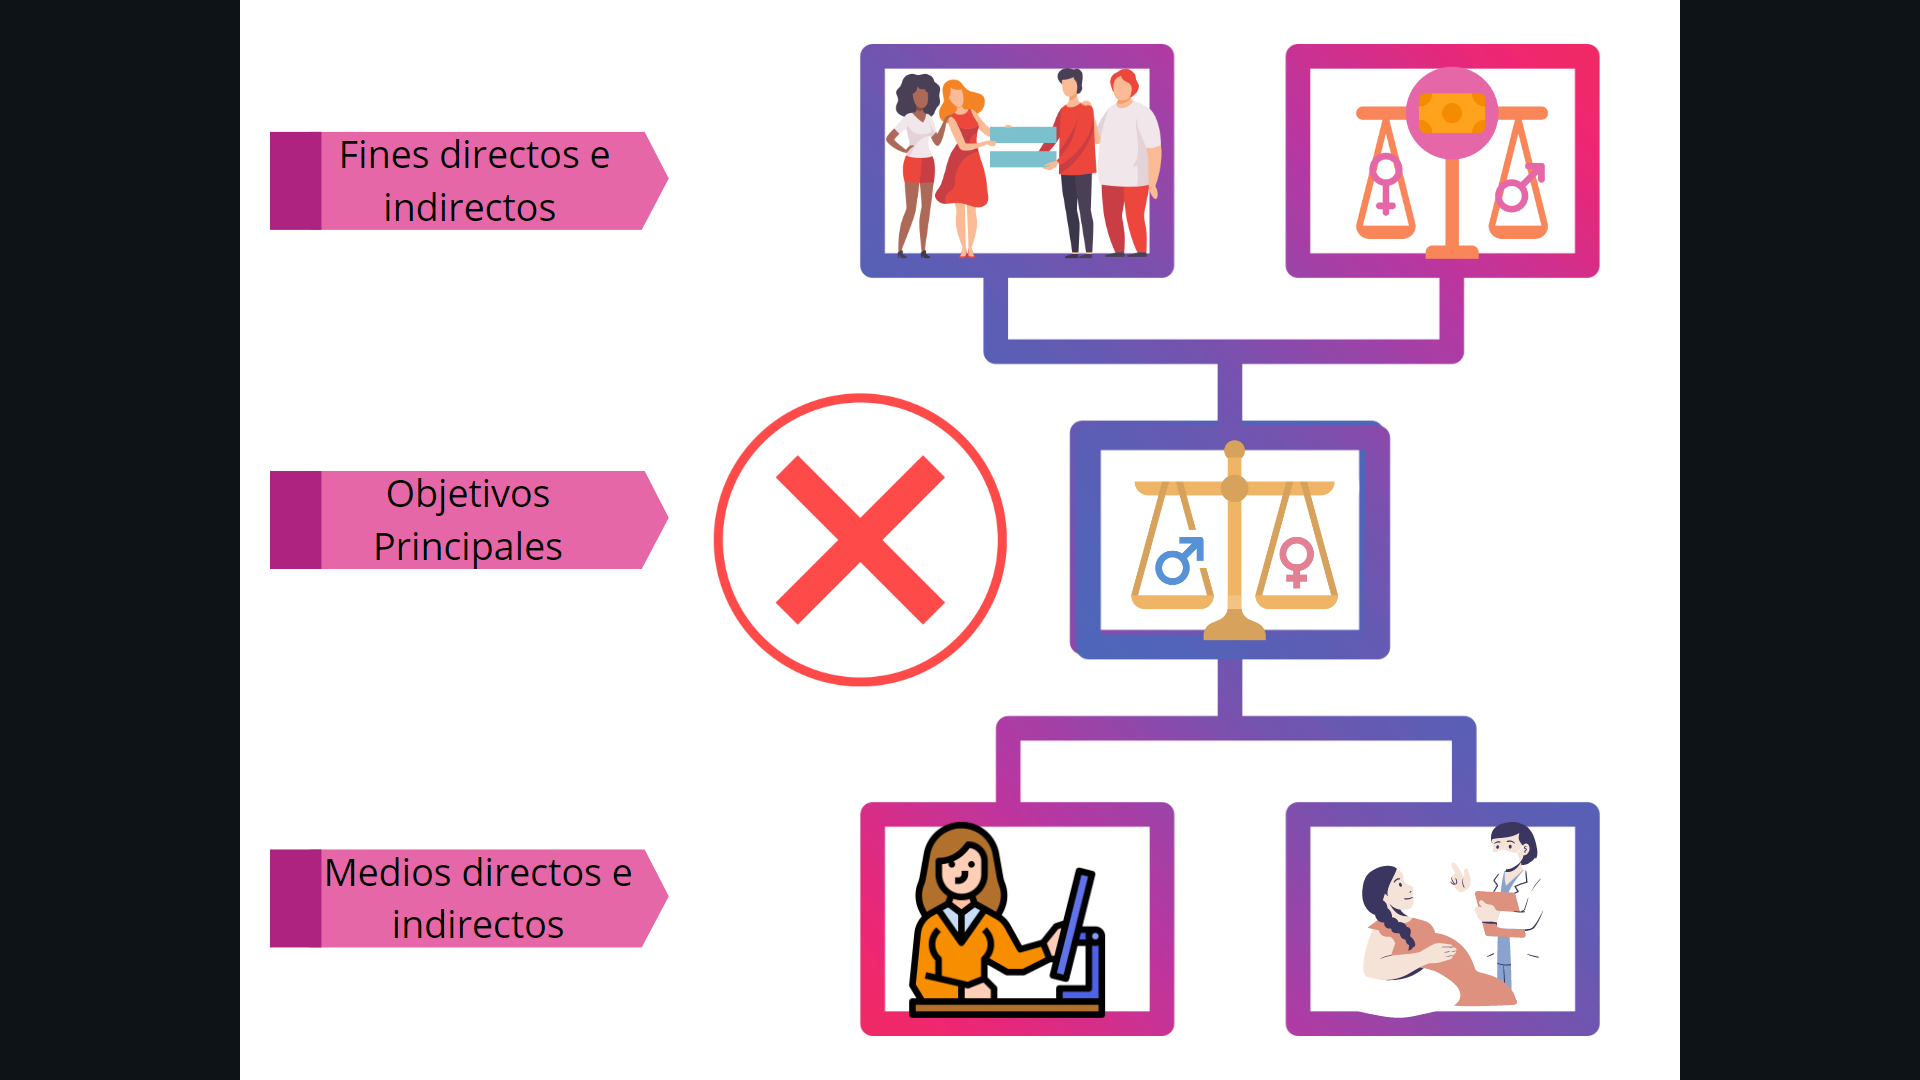 Fines directos e
indirectos
Objetivos
Principales
Medios directos e
indirectos